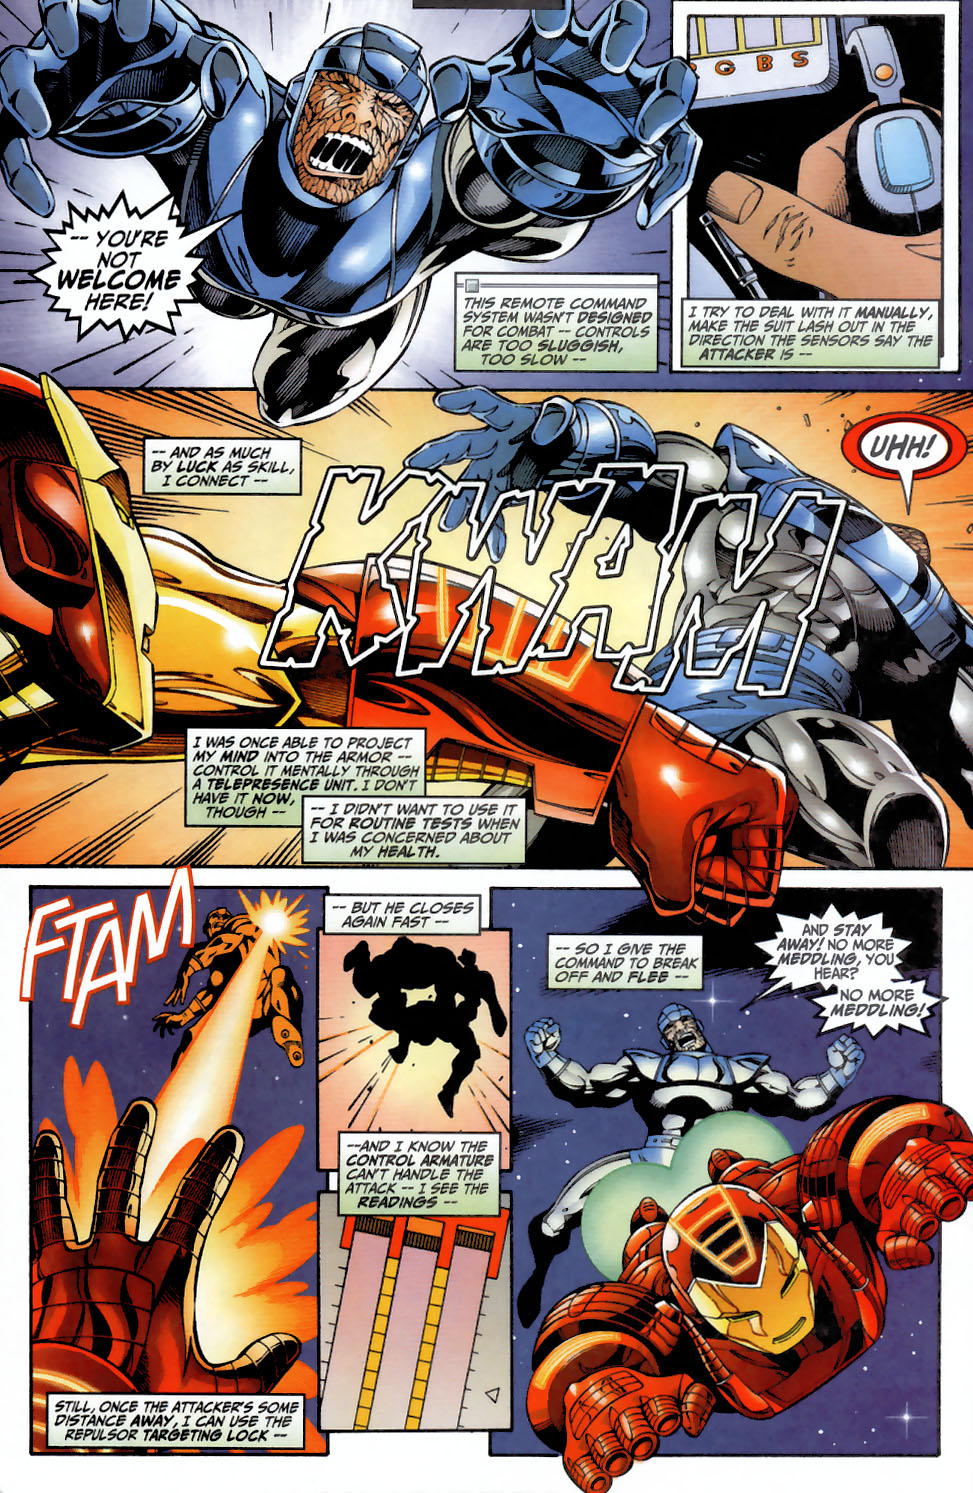 -- YOU'RE
NOT
WELCOME
HERE!
THIS REMOTE COMMAND
SYSTEM WASN'T DESIGNED
FOR COMBAT -- CONTROLS
ARE TOO SLUGGISH,
TOO SLOW --
G B S
I TRY TO DEAL WITH IT MANUALLY,
MAKE THE SUIT LASH OUT IN THE
DIRECTION THE SENSORS SAY THE
ATTACKER IS --
-- AND AS MUCH
BY LUCK AS SKILL,
I CONNECT --
KWAM
UHH!
I WAS ONCE ABLE TO PROJECT
MY MIND INTO THE ARMOR --
CONTROL IT MENTALLY THROUGH
A TELEPRESENCE UNIT. I DON'T
HAVE IT NOW,
THOUGH --
-- I DIDN'T WANT TO USE IT
FOR ROUTINE TESTS WHEN
I WAS CONCERNED ABOUT
MY HEALTH.
FTAM
STILL, ONCE THE ATTACKER'S SOME
DISTANCE AWAY, I CAN USE THE
REPULSOR TARGETING LOCK --
-- BUT HE CLOSES
AGAIN FAST --
--AND I KNOW THE
CONTROL ARMATURE
CAN'T HANDLE THE
ATTACK -- I SEE THE
READINGS --
-- SO I GIVE THE
COMMAND TO BREAK
OFF AND FLEE --
AND STAY
AWAY! NO MORE
MEDDLING, YOU
HEAR?
NO MORE
MEDDLING!